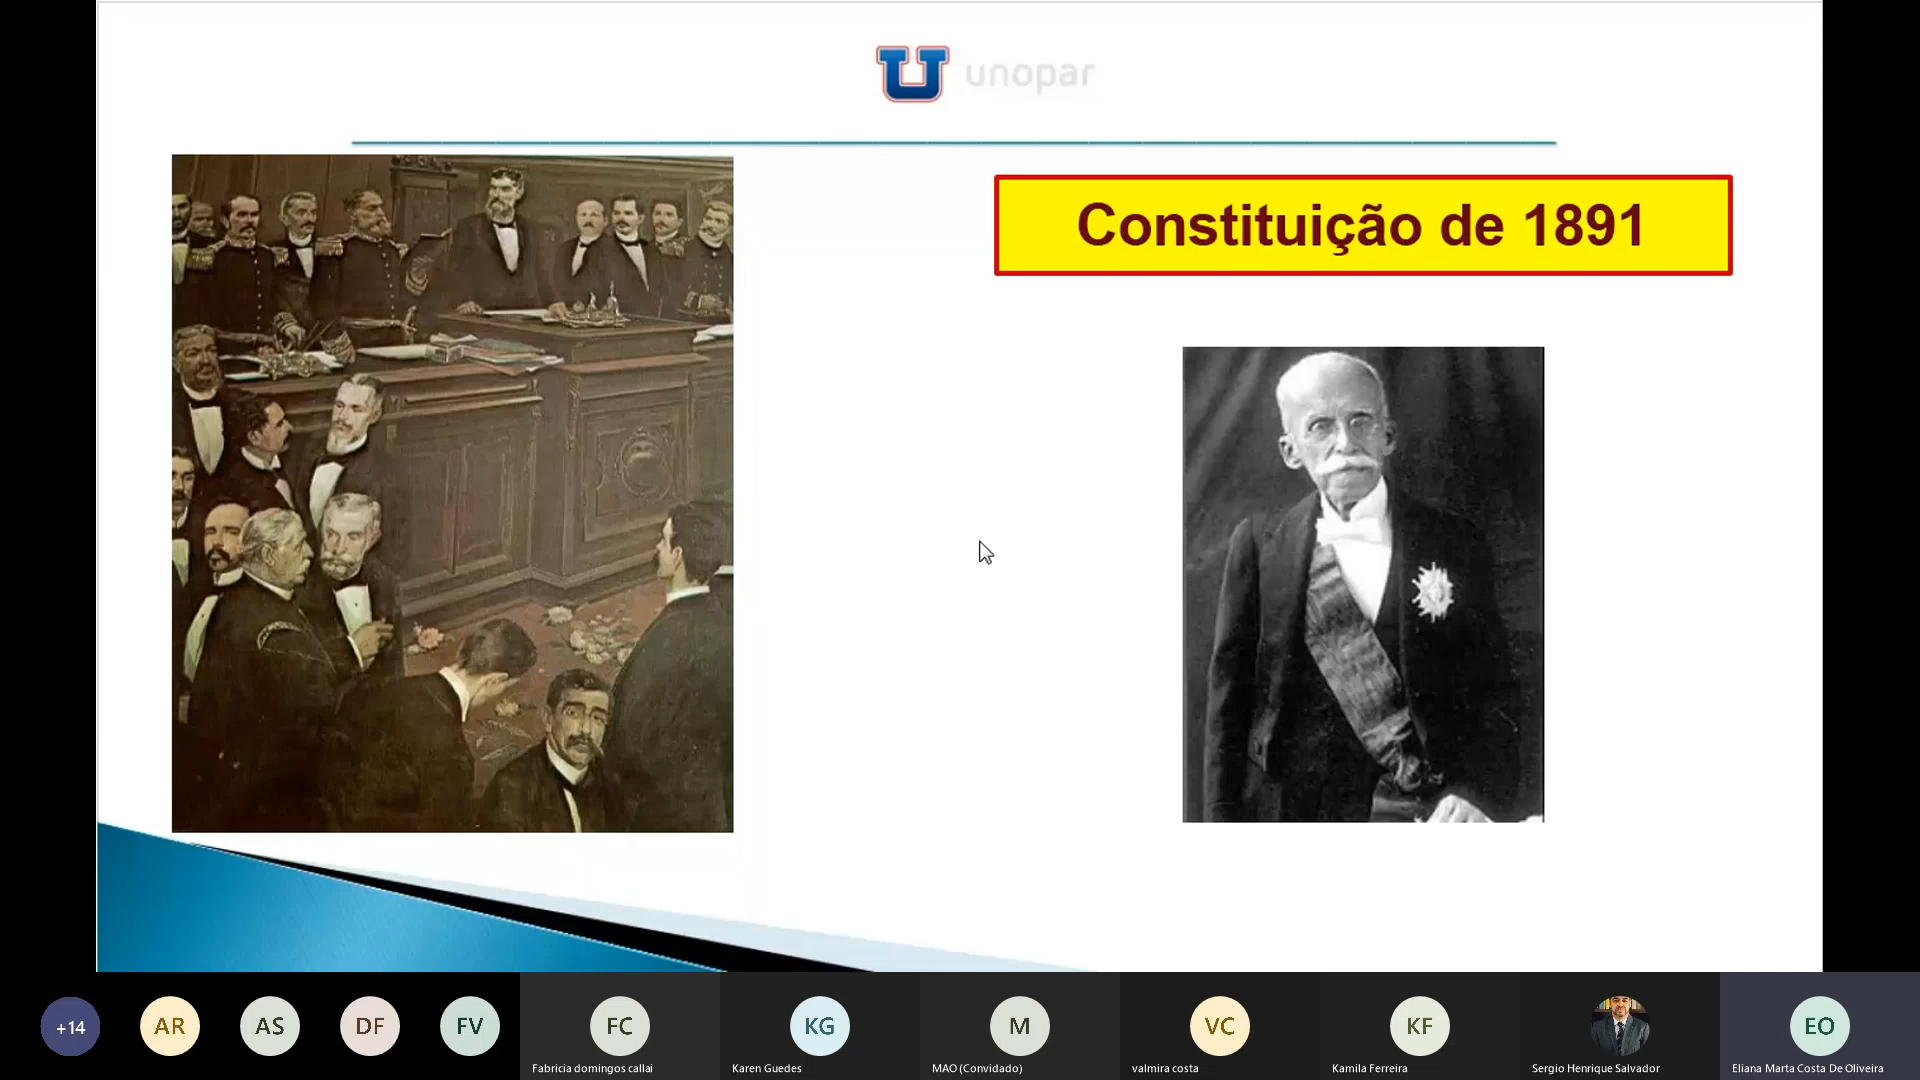 unopar
Constituição de 1891
+14
AR
AS
DF
FV
FC
KG
M
VC
KF
EO
Fabricia domingos callai
Karen Guedes
MAO (Convidado)
valmira costa
Kamila Ferreira
Sergio Henrique Salvador
Eliana Marta Costa De Oliveira